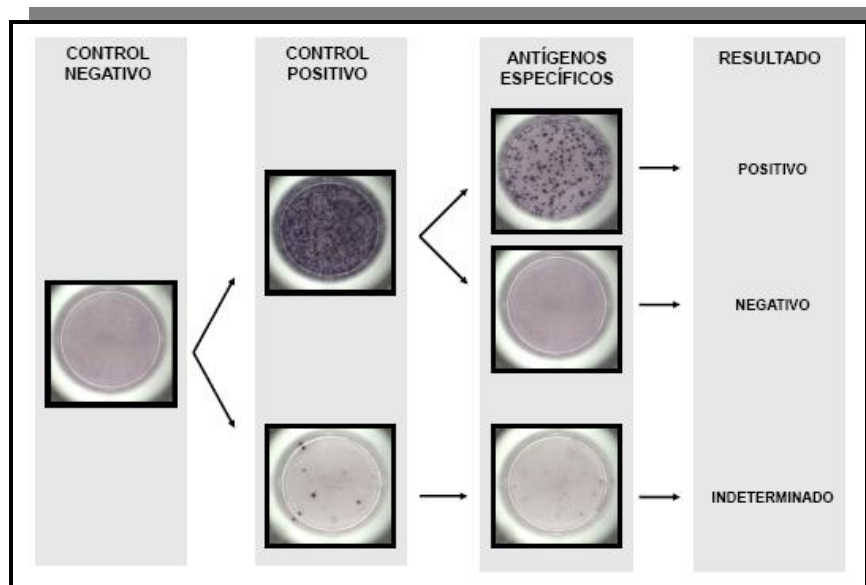 CONTROL
NEGATIVO
CONTROL
POSITIVO
ANTÍGENOS
ESPECÍFICOS
RESULTADO
POSITIVO
NEGATIVO
INDETERMINADO